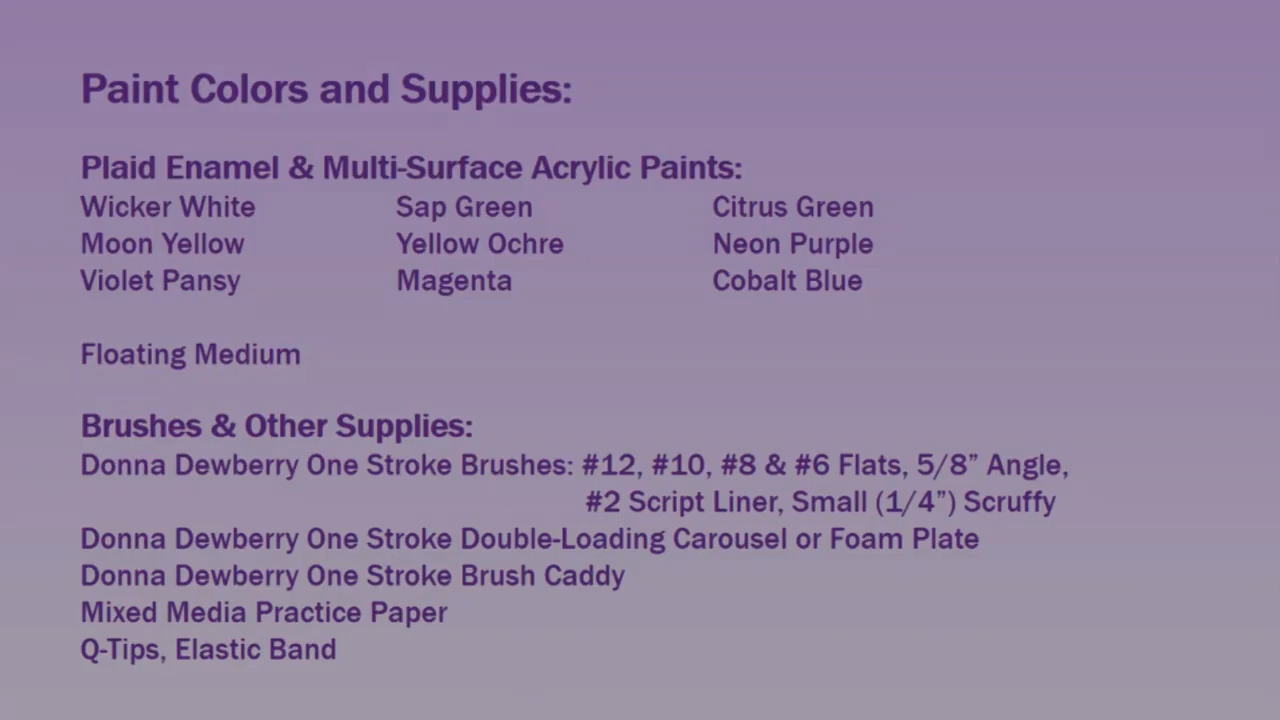 Paint Colors and Supplies:
Plaid Enamel & Multi-Surface Acrylic Paints:
Wicker White Sap Green Citrus Green
Moon Yellow Yellow Ochre Neon Purple
Violet Pansy Magenta Cobalt Blue
Floating Medium
Brushes & Other Supplies:
Donna Dewberry One Stroke Brushes: #12, #10, #8 & #6 Flats, 5/8” Angle,
#2 Script Liner, Small (1/4”) Scruffy
Donna Dewberry One Stroke Double-Loading Carousel or Foam Plate
Donna Dewberry One Stroke Brush Caddy
Mixed Media Practice Paper
Q-Tips, Elastic Band